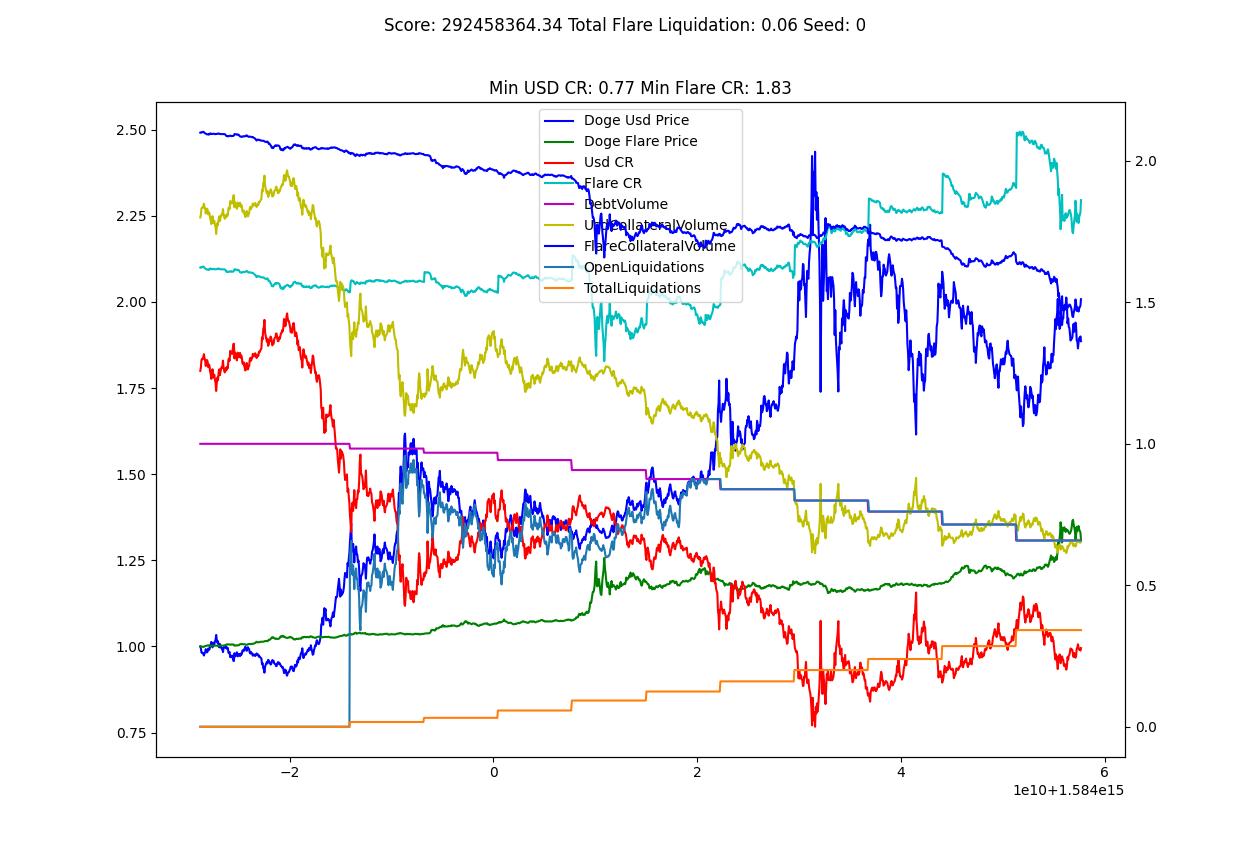 Score: 292458364.34 Total Flare Liquidation: 0.06 Seed: 0
Min USD CR: 0.77 Min Flare CR: 1.83
Doge Usd Price
Doge Flare Price
Usd CR
Flare CR
DebtVolume
UsdCollateralVolume
FlareCollateralVolume
OpenLiquidations
TotalLiquidations
2.50
2.25
2.00
1.75
1.50
1.25
1.00
0.75
2.0
1.5
1.0
0.5
0.0
−2
0
2
4
6
1e10+1.584e15